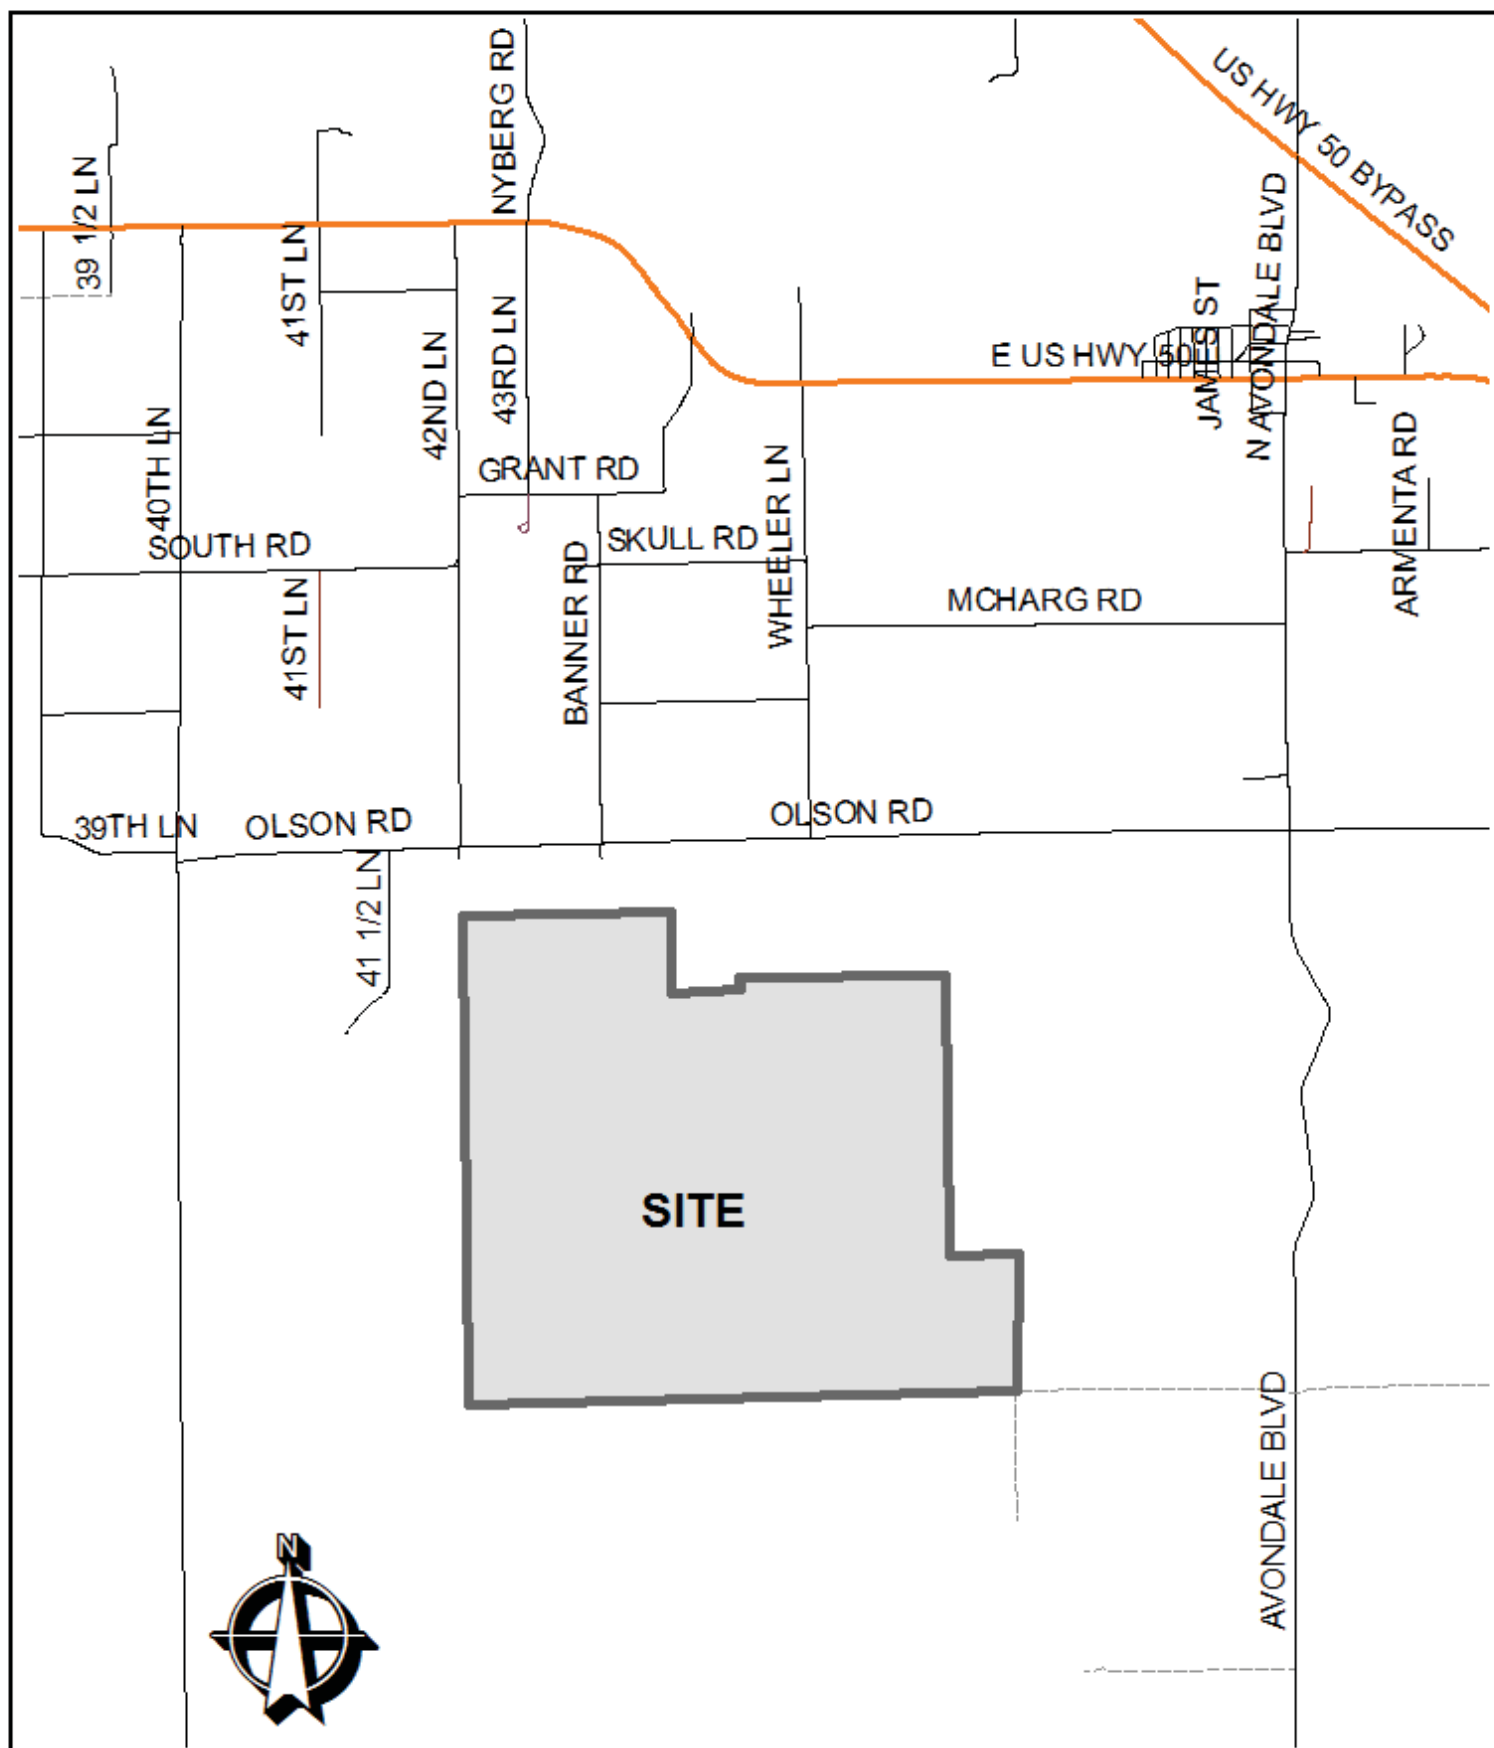 NYBERG RD
US HWY 50 BYPASS
39 1/2 LN
N AVONDALE BLVD
41ST LN
43RD LN
42ND LN
JAMES ST
E US HWY 50
40TH LN
GRANT RD
WHEELER LN
ARMENTA RD
SOUTH RD
SKULL RD
BANNER RD
41ST LN
MCHARG RD
39TH LN
OLSON RD
OLSON RD
41 1/2 LN
SITE
AVONDALE BLVD
N